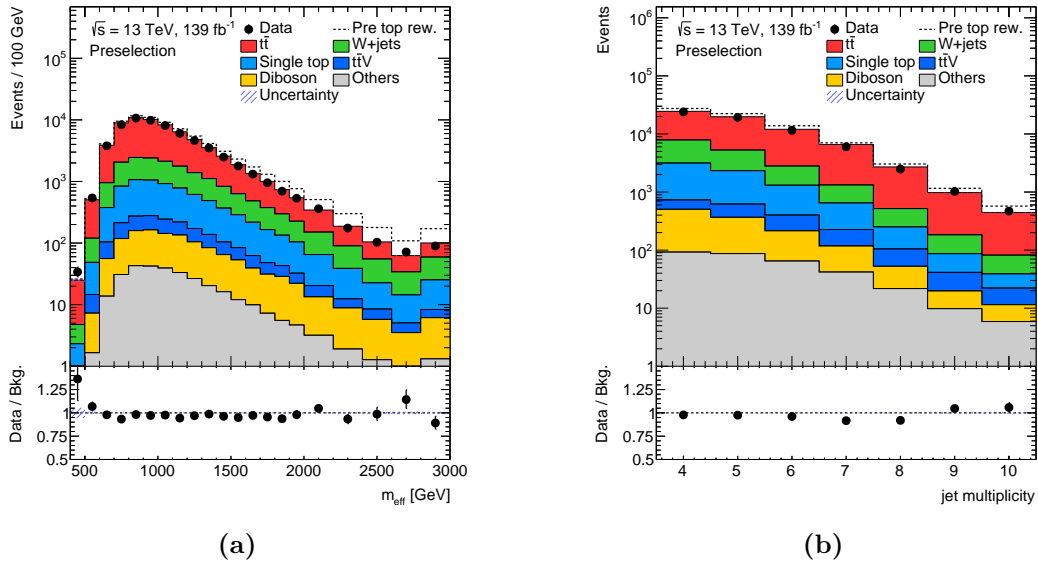 √s = 13 TeV, 139 fb⁻¹
Preselection
Data
Pre top rew.
tt̄
W+jets
Single top
tt̄V
Diboson
Others
Uncertainty
Events / 100 GeV
10⁵
10⁴
10³
10²
10
1
Data / Bkg.
1.25
1
0.75
0.5
500 1000 1500 2000 2500 3000
m_eff [GeV]
(a)
√s = 13 TeV, 139 fb⁻¹
Preselection
Data
Pre top rew.
tt̄
W+jets
Single top
tt̄V
Diboson
Others
Uncertainty
Events
10⁶
10⁵
10⁴
10³
10²
10
1
Data / Bkg.
1.25
1
0.75
0.5
4 5 6 7 8 9 10
jet multiplicity
(b)